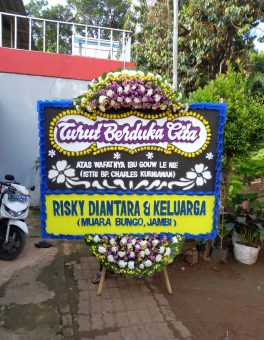 Turut Berduka Cita
ATAS WAFATNYA IBU GOUW LE NIE
(ISTRI BP. CHARLES KURNIAWAN)
RISKY DIANTARA & KELUARGA
(MUARA BUNGO, JAMBI)